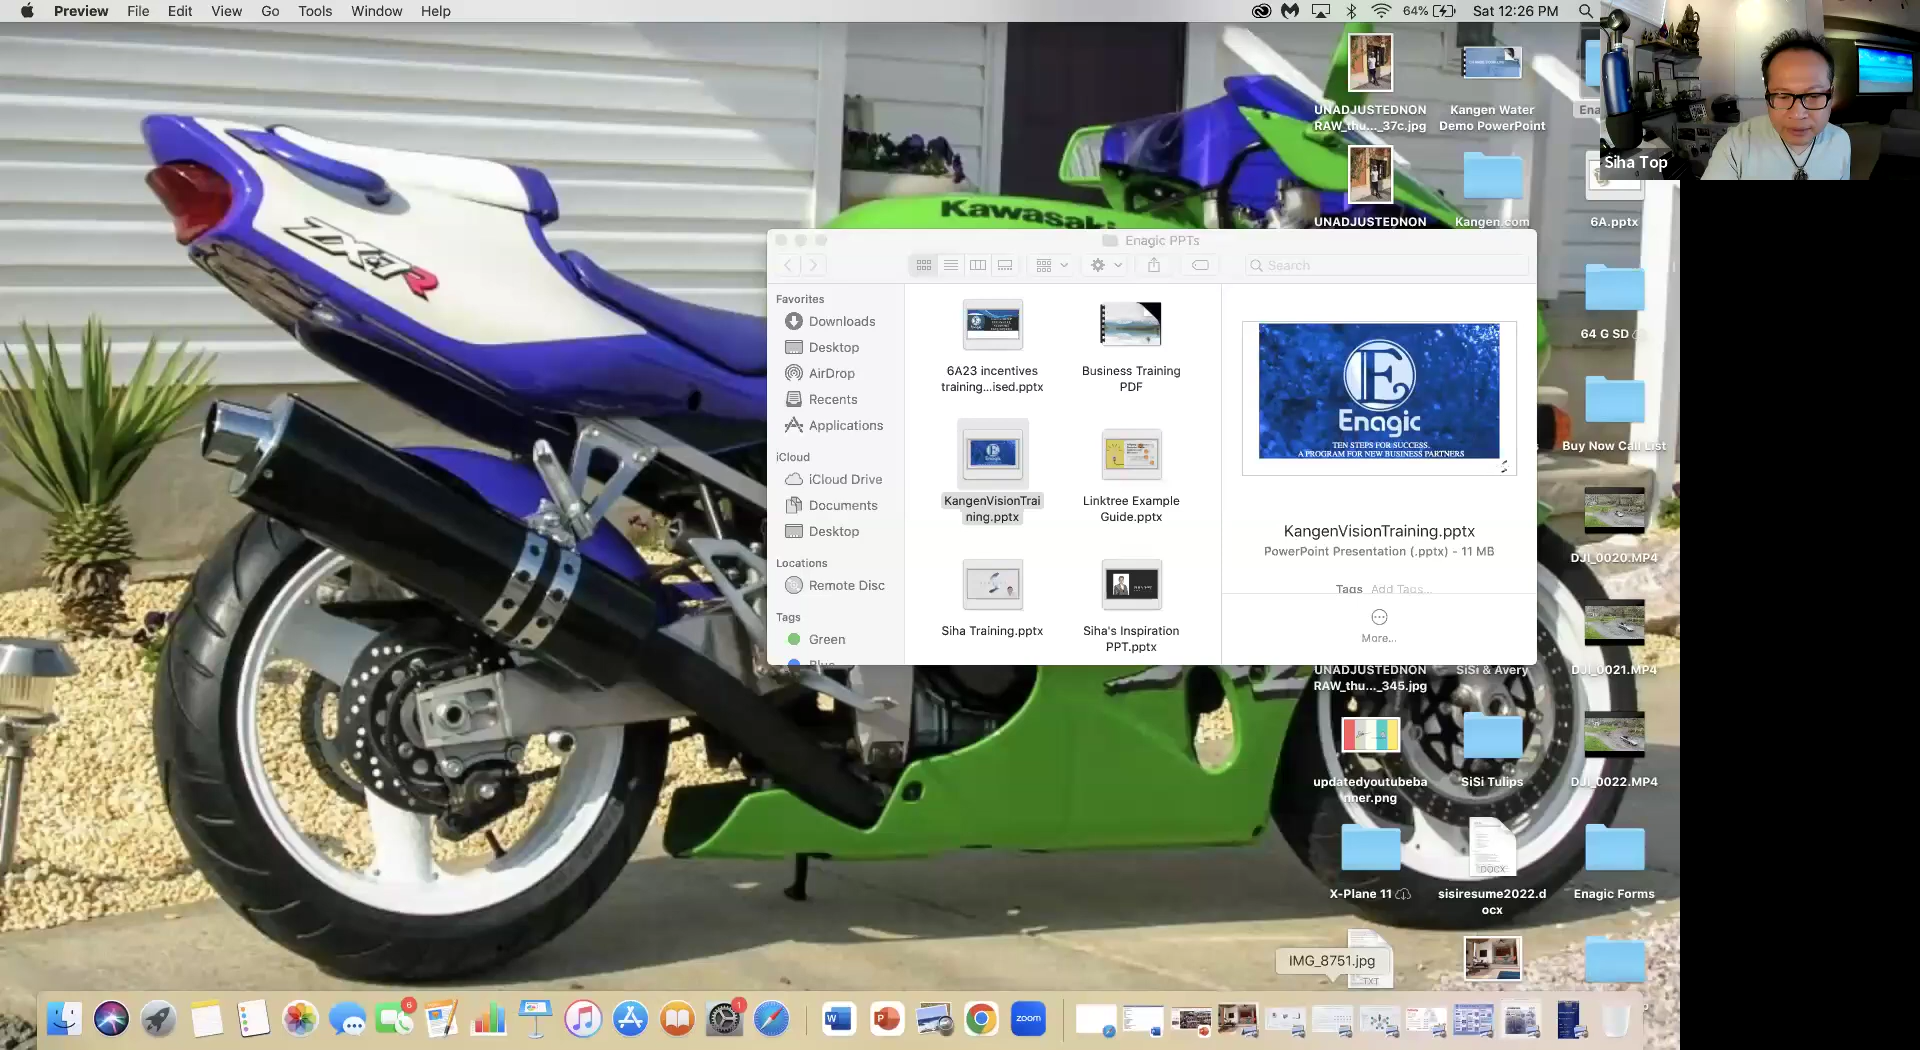 Preview File Edit View Go Tools Window Help
64% Sat 12:26 PM
Siha Top
UNADJUSTEDNON
RAW_thu..._37c.jpg
Kangen Water
Demo PowerPoint
Ena
UNADJUSTEDNON
Kangen.com
6A.pptx
64 G SD
Buy Now Call List
DJI_0020.MP4
DJI_0021.MP4
DJI_0022.MP4
Enagic PPTs
Search
Favorites
Downloads
Desktop
AirDrop
Recents
Applications
iCloud
iCloud Drive
Documents
Desktop
Locations
Remote Disc
Tags
Green
Blue
6A23 incentives
training...ised.pptx
Business Training
PDF
KangenVisionTrai
ning.pptx
Linktree Example
Guide.pptx
Siha Training.pptx
Siha's Inspiration
PPT.pptx
E
Enagic
TEN STEPS FOR SUCCESS.
A PROGRAM FOR NEW BUSINESS PARTNERS
KangenVisionTraining.pptx
PowerPoint Presentation (.pptx) - 11 MB
Tags Add Tags...
More...
UNADJUSTEDNON
RAW_thu..._345.jpg
SiSi & Avery
updatedyoutubeba
nner.png
SiSi Tulips
X-Plane 11
sisiresume2022.d
ocx
Enagic Forms
DOCX
IMG_8751.jpg
TXT
Kawasaki
ZX-7R
6
1
W
P
zoom